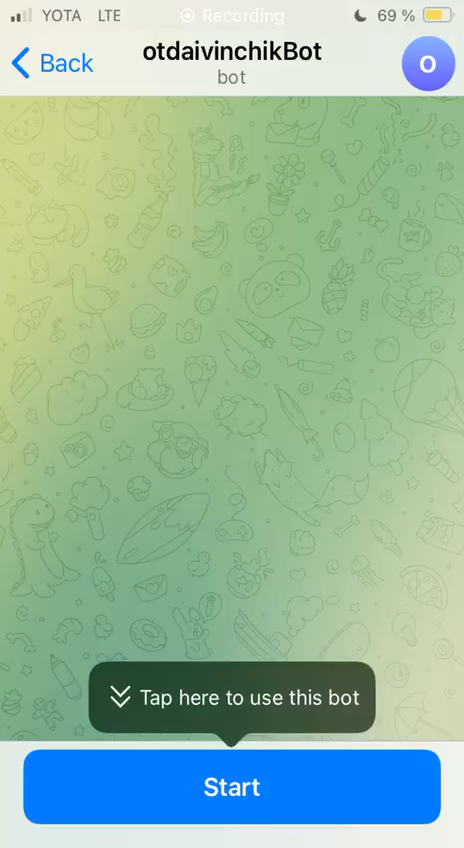 YOTA LTE Recording 69 %
Back
otdaivinchikBot
bot
O
Tap here to use this bot
Start